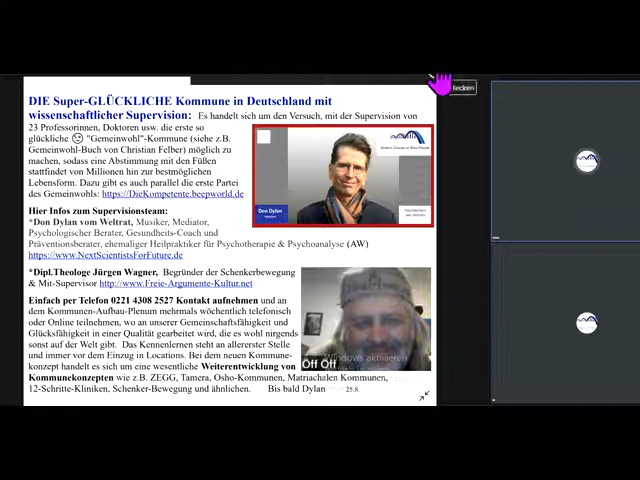 DIE Super-GLÜCKLICHE Kommune in Deutschland mit
wissenschaftlicher Supervision: Es handelt sich um den Versuch, mit der Supervision von
23 Professorinnen, Doktoren usw. die erste so
glückliche "Gemeinwohl"-Kommune (siehe z.B.
Gemeinwohl-Buch von Christian Felber) möglich zu
machen, sodass eine Abstimmung mit den Füßen
stattfindet von Millionen hin zur bestmöglichen
Lebensform. Dazu gibt es auch parallel die erste Partei
des Gemeinwohls: https://DieKompetente.beepworld.de
Hier Infos zum Supervisionsteam:
*Don Dylan vom Weltrat, Musiker, Mediator,
Psychologischer Berater, Gesundheits-Coach und
Präventionsberater, ehemaliger Heilpraktiker für Psychotherapie & Psychoanalyse (AW)
https://www.NextScientistsForFuture.de
*Dipl.Theologe Jürgen Wagner, Begründer der Schenkerbewegung
& Mit-Supervisor http://www.Freie-Argumente-Kultur.net
Einfach per Telefon 0221 4308 2527 Kontakt aufnehmen und an
dem Kommunen-Aufbau-Plenum mehrmals wöchentlich telefonisch
oder Online teilnehmen, wo an unserer Gemeinschaftsfähigkeit und
Glücksfähigkeit in einer Qualität gearbeitet wird, die es wohl nirgends
sonst auf der Welt gibt. Das Kennenlernen steht an allererster Stelle
und immer vor dem Einzug in Locations. Bei dem neuen Kommune-
konzept handelt es sich um eine wesentliche Weiterentwicklung von
Kommunekonzepten wie z.B. ZEGG, Tamera, Osho-Kommunen, Matriachalen Kommunen,
12-Schritte-Kliniken, Schenker-Bewegung und ähnlichen. Bis bald Dylan 25.8.
Don Dylan
Windows aktivieren
Off Off